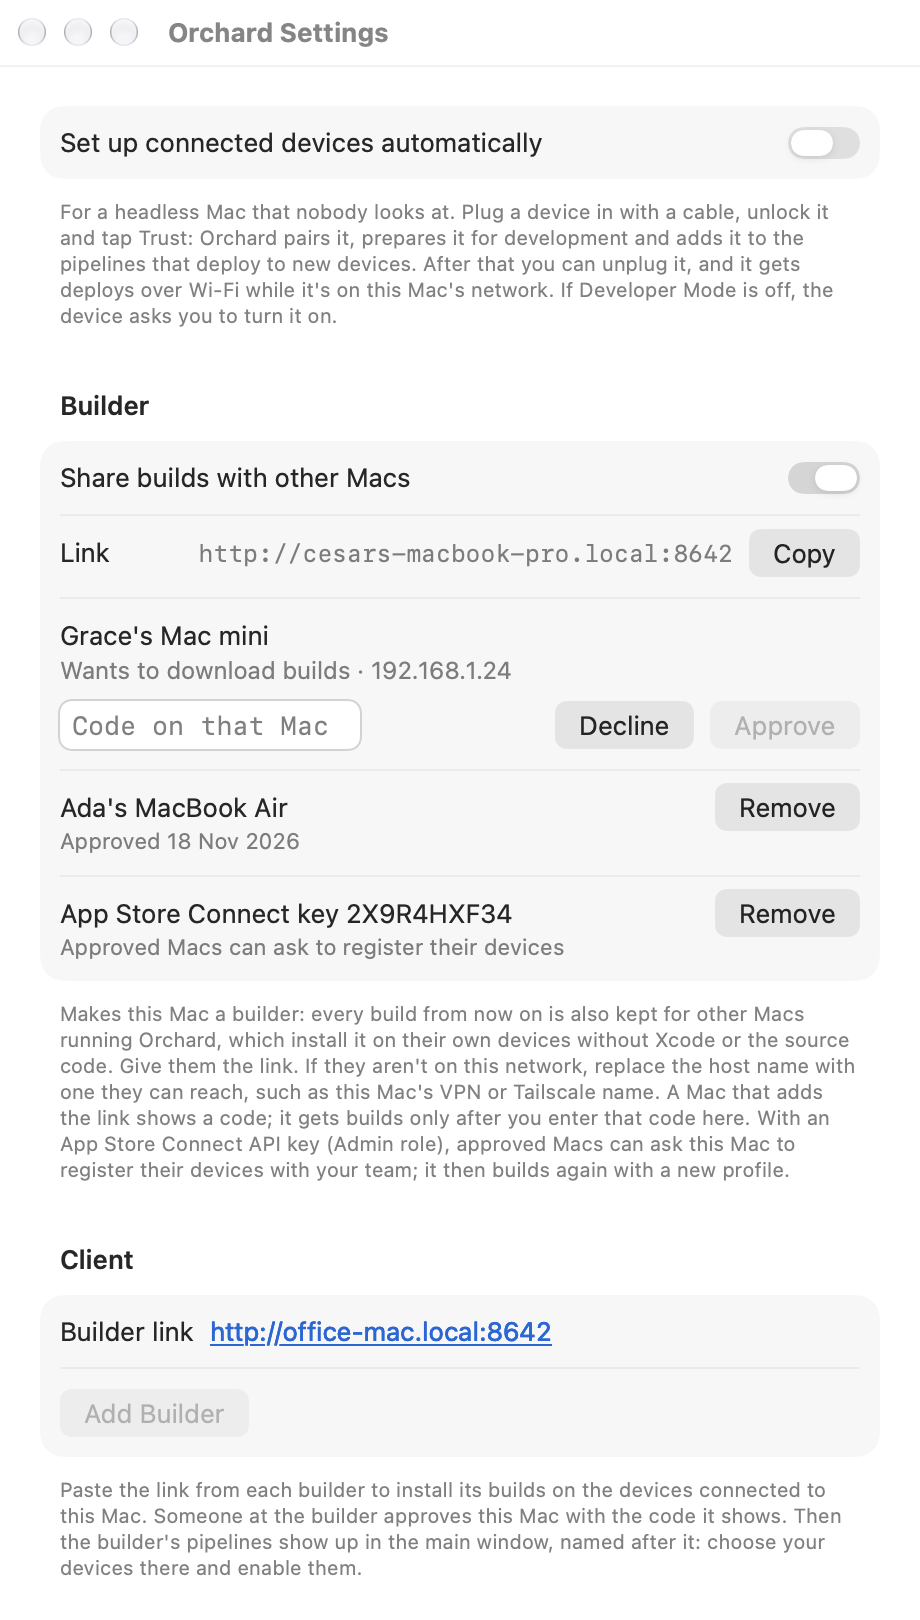 Orchard Settings
Set up connected devices automatically
For a headless Mac that nobody looks at. Plug a device in with a cable, unlock it
and tap Trust: Orchard pairs it, prepares it for development and adds it to the
pipelines that deploy to new devices. After that you can unplug it, and it gets
deploys over Wi-Fi while it's on this Mac's network. If Developer Mode is off, the
device asks you to turn it on.
Builder
Share builds with other Macs
Link http://cesars-macbook-pro.local:8642 Copy
Grace's Mac mini
Wants to download builds · 192.168.1.24
Code on that Mac Decline Approve
Ada's MacBook Air Remove
Approved 18 Nov 2026
App Store Connect key 2X9R4HXF34 Remove
Approved Macs can ask to register their devices
Makes this Mac a builder: every build from now on is also kept for other Macs
running Orchard, which install it on their own devices without Xcode or the source
code. Give them the link. If they aren't on this network, replace the host name with
one they can reach, such as this Mac's VPN or Tailscale name. A Mac that adds
the link shows a code; it gets builds only after you enter that code here. With an
App Store Connect API key (Admin role), approved Macs can ask this Mac to
register their devices with your team; it then builds again with a new profile.
Client
Builder link http://office-mac.local:8642
Add Builder
Paste the link from each builder to install its builds on the devices connected to
this Mac. Someone at the builder approves this Mac with the code it shows. Then
the builder's pipelines show up in the main window, named after it: choose your
devices there and enable them.